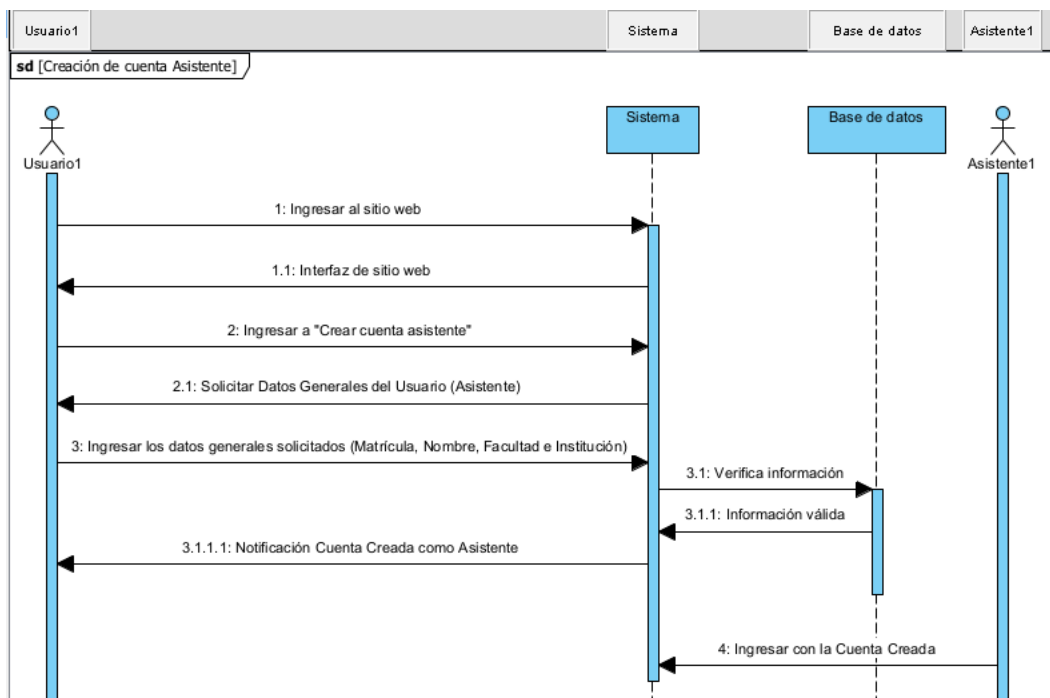 Usuario1
Sistema
Base de datos
Asistente1
sd [Creación de cuenta Asistente]
Sistema
Base de datos
Usuario1
Asistente1
1: Ingresar al sitio web
1.1: Interfaz de sitio web
2: Ingresar a "Crear cuenta asistente"
2.1: Solicitar Datos Generales del Usuario (Asistente)
3: Ingresar los datos generales solicitados (Matrícula, Nombre, Facultad e Institución)
3.1: Verifica información
3.1.1: Información válida
3.1.1.1: Notificación Cuenta Creada como Asistente
4: Ingresar con la Cuenta Creada